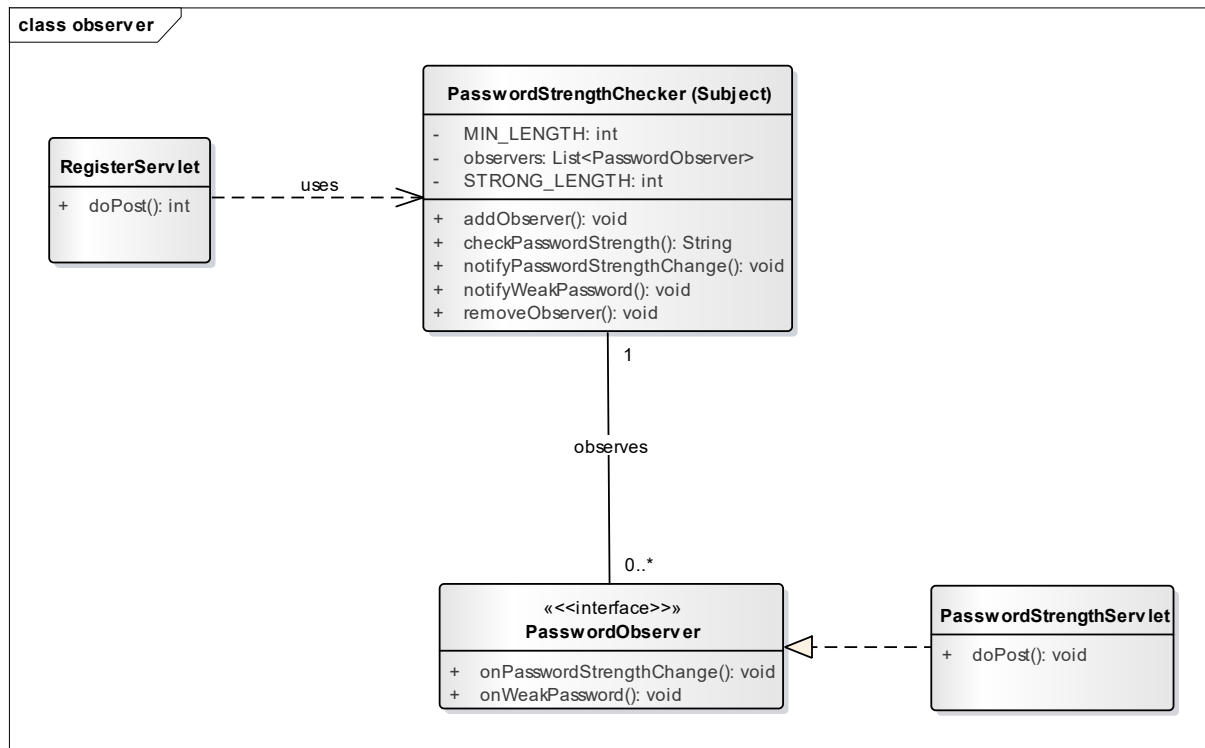 class observer
PasswordStrengthChecker (Subject)
- MIN_LENGTH: int
- observers: List<PasswordObserver>
- STRONG_LENGTH: int
+ addObserver(): void
+ checkPasswordStrength(): String
+ notifyPasswordStrengthChange(): void
+ notifyWeakPassword(): void
+ removeObserver(): void
RegisterServlet
+ doPost(): int
uses
1
observes
0..*
«<<interface>>»
PasswordObserver
+ onPasswordStrengthChange(): void
+ onWeakPassword(): void
PasswordStrengthServlet
+ doPost(): void